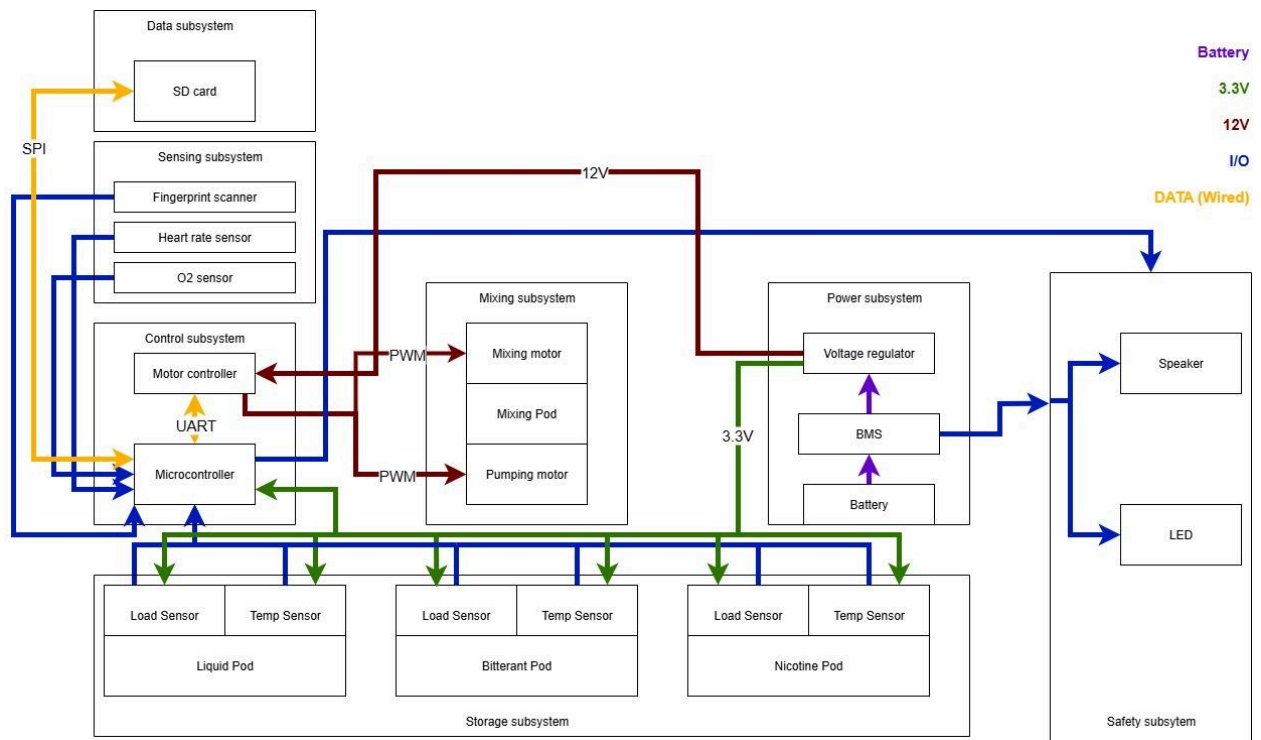 Data subsystem
SD card
SPI
Sensing subsystem
Fingerprint scanner
Heart rate sensor
O2 sensor
Control subsystem
Motor controller
UART
Microcontroller
12V
Mixing subsystem
PWM
Mixing motor
Mixing Pod
PWM
Pumping motor
Power subsystem
Voltage regulator
3.3V
BMS
Battery
Battery
3.3V
12V
I/O
DATA (Wired)
Speaker
LED
Safety subsytem
Load Sensor
Temp Sensor
Liquid Pod
Load Sensor
Temp Sensor
Bitterant Pod
Load Sensor
Temp Sensor
Nicotine Pod
Storage subsystem